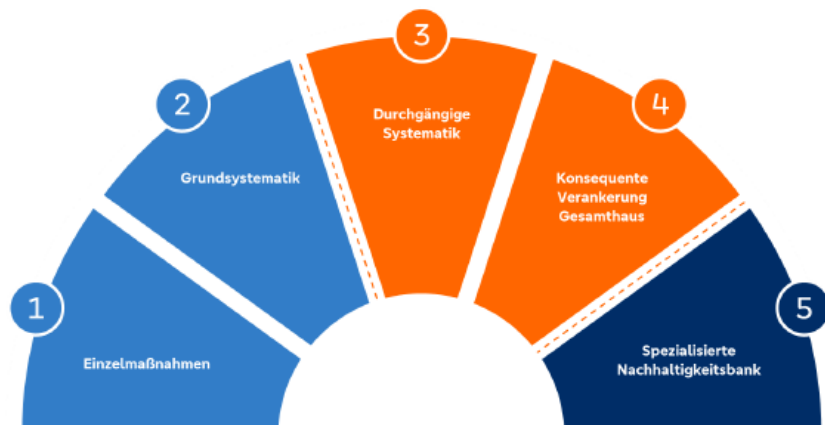 1
Einzelmaßnahmen
2
Grundsystematik
3
Durchgängige
Systematik
4
Konsequente
Verankerung
Gesamthaus
5
Spezialisierte
Nachhaltigkeitsbank